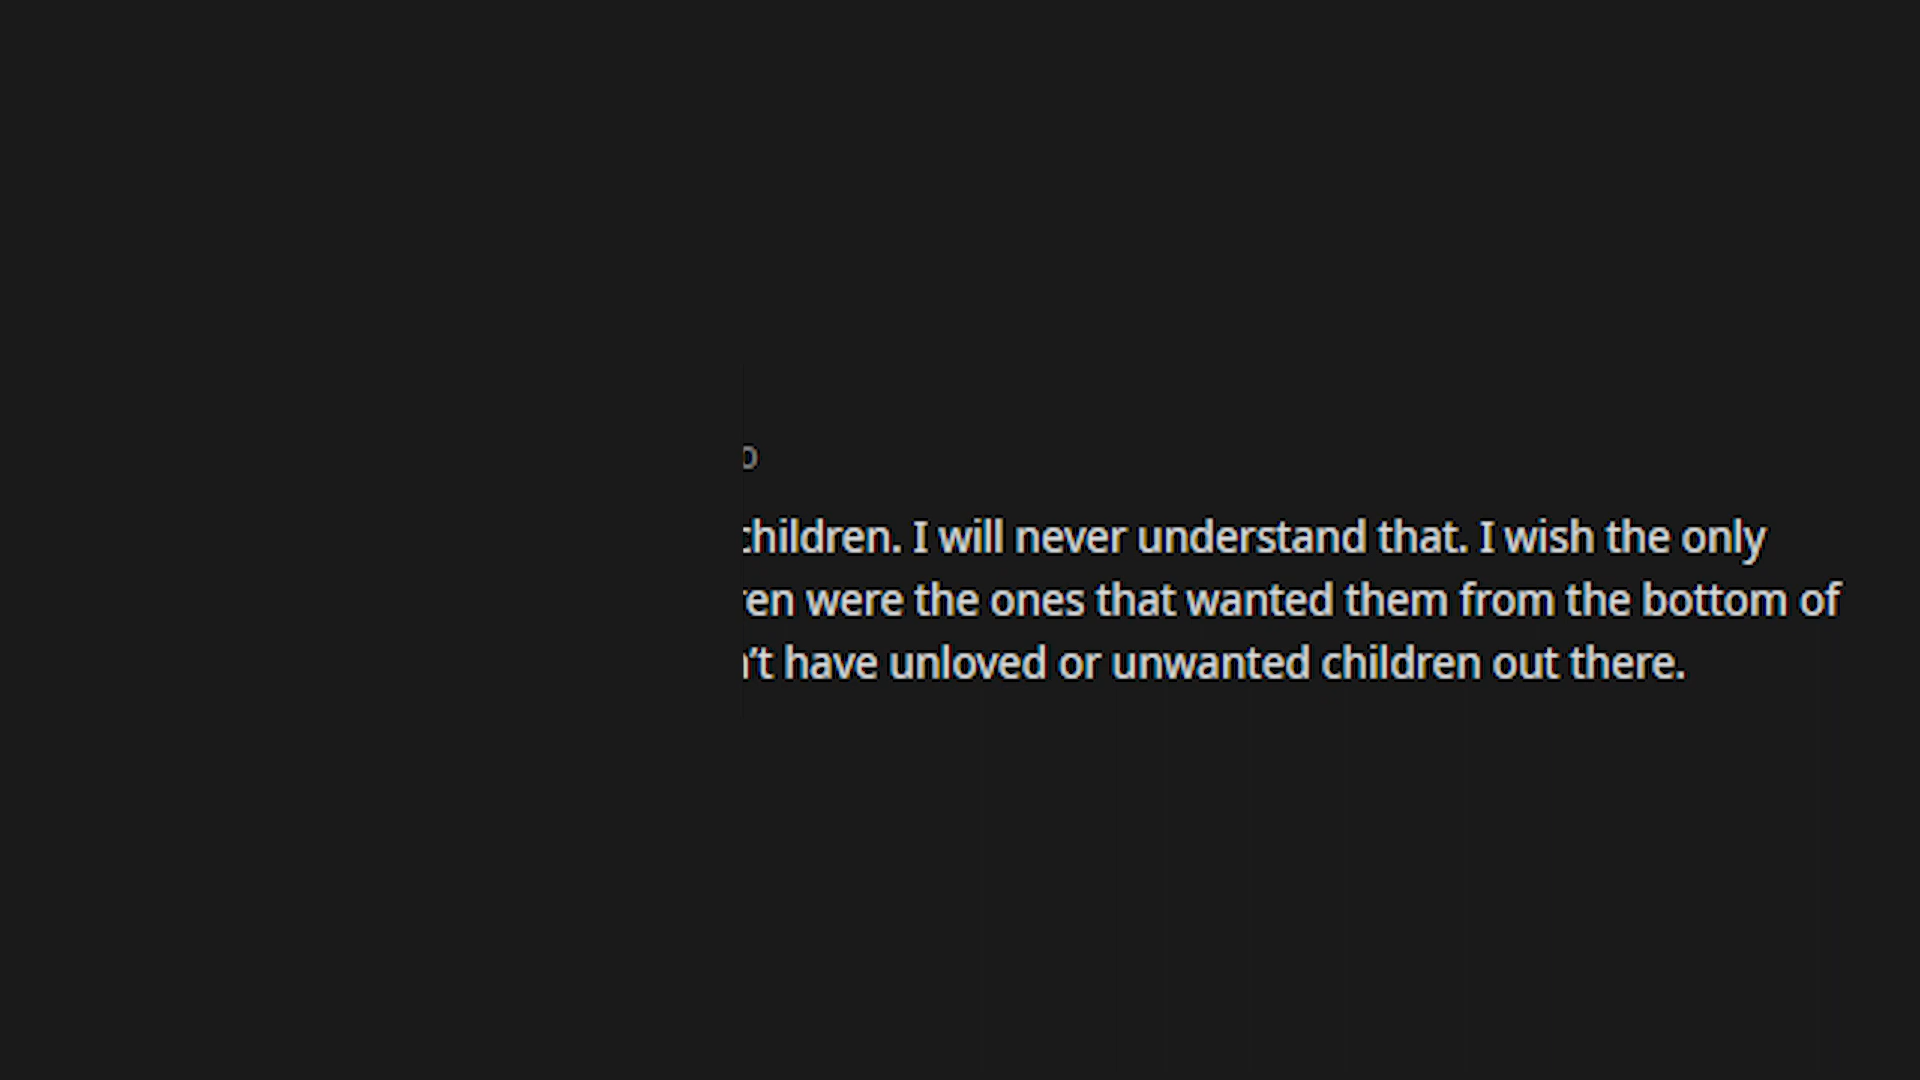 children. I will never understand that. I wish the only
were the ones that wanted them from the bottom of
have unloved or unwanted children out there.